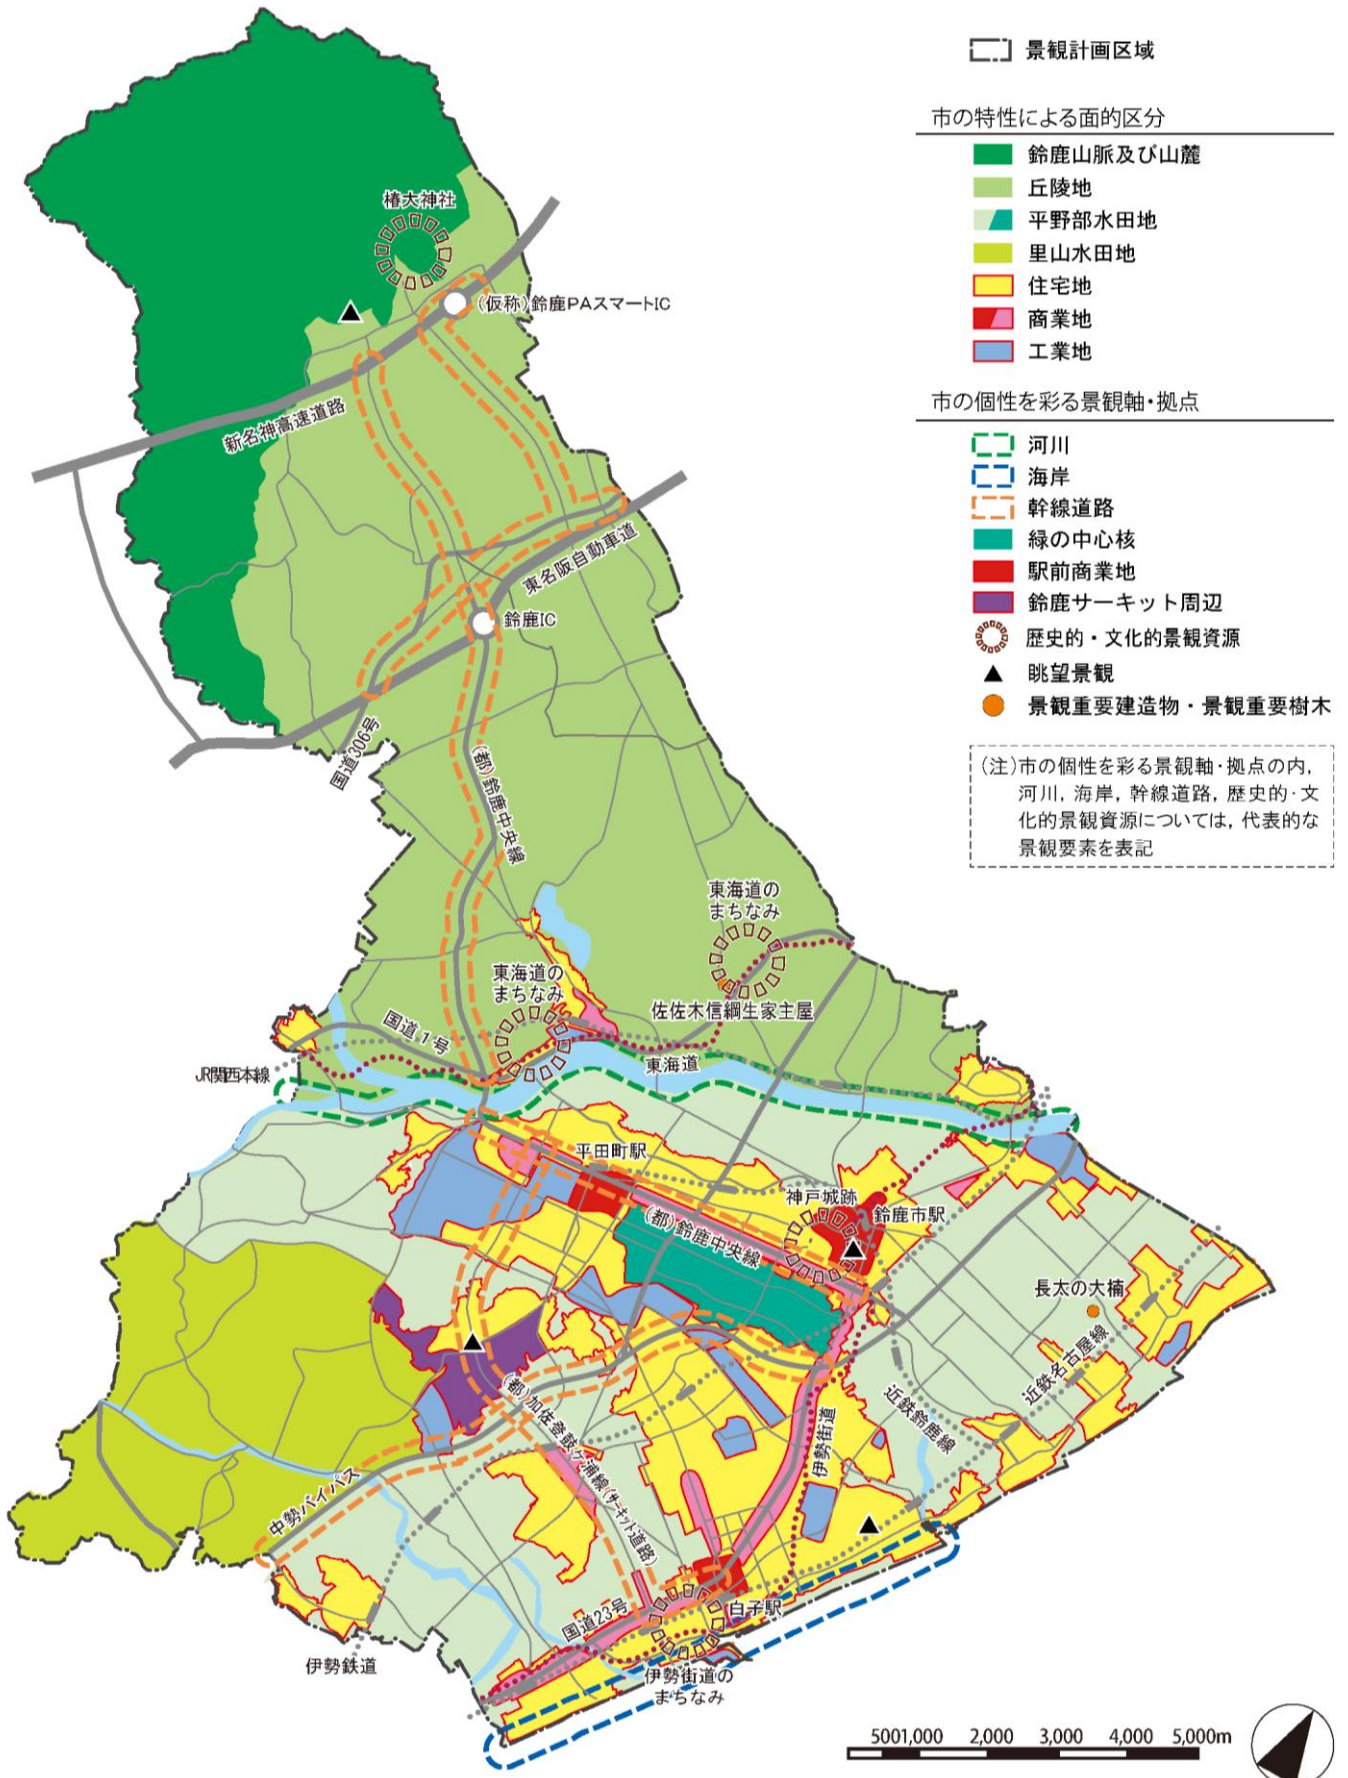 景観計画区域
市の特性による面的区分
鈴鹿山脈及び山麓
丘陵地
平野部水田地
里山水田地
住宅地
商業地
工業地
市の個性を彩る景観軸・拠点
河川
海岸
幹線道路
緑の中心核
駅前商業地
鈴鹿サーキット周辺
歴史的・文化的景観資源
眺望景観
景観重要建造物・景観重要樹木
(注)市の個性を彩る景観軸・拠点の内,
河川, 海岸, 幹線道路, 歴史的・文
化的景観資源については, 代表的な
景観要素を表記
椿大神社
(仮称)鈴鹿PAスマートIC
新名神高速道路
東名阪自動車道
鈴鹿IC
国道306号
(都)鈴鹿中央線
東海道の
まちなみ
東海道の
まちなみ
佐佐木信綱生家主屋
国道1号
JR関西本線
東海道
平田町駅
神戸城跡
鈴鹿市駅
(都)鈴鹿中央線
長太の大楠
近鉄名古屋線
近鉄鈴鹿線
伊勢街道
(都)加佐登鼓ヶ浦線(サーキット道路)
中勢バイパス
国道23号
白子駅
伊勢鉄道
伊勢街道の
まちなみ
5001,000 2,000 3,000 4,000 5,000m